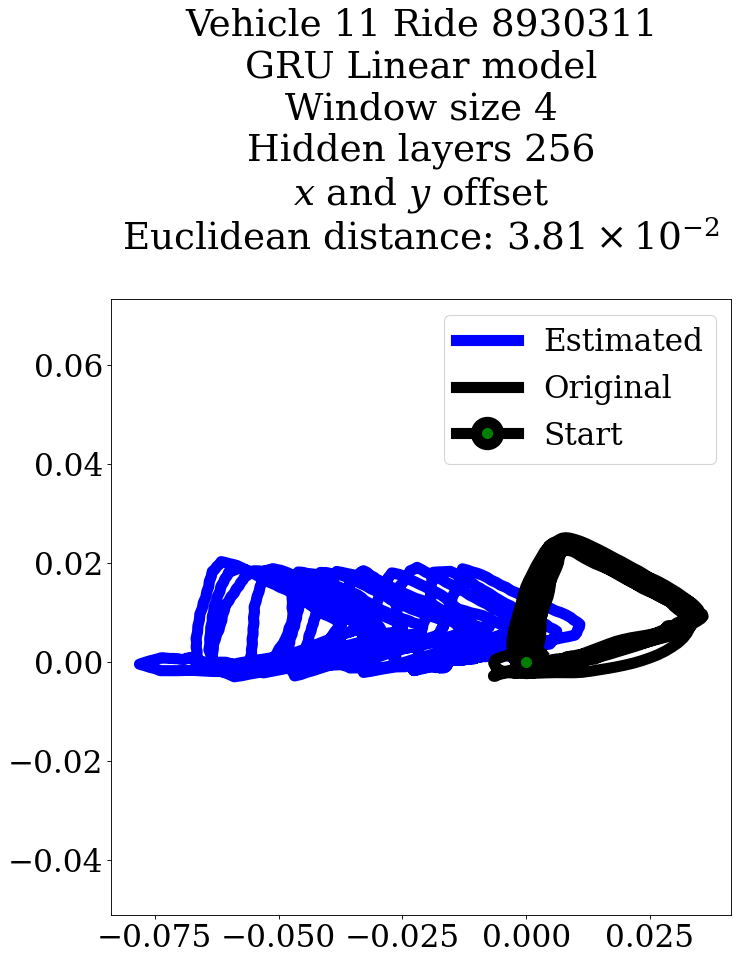 Vehicle 11 Ride 8930311
GRU Linear model
Window size 4
Hidden layers 256
x and y offset
Euclidean distance: 3.81 × 10⁻²
Estimated
Original
Start
0.06
0.04
0.02
0.00
−0.02
−0.04
−0.075 −0.050 −0.025 0.000 0.025